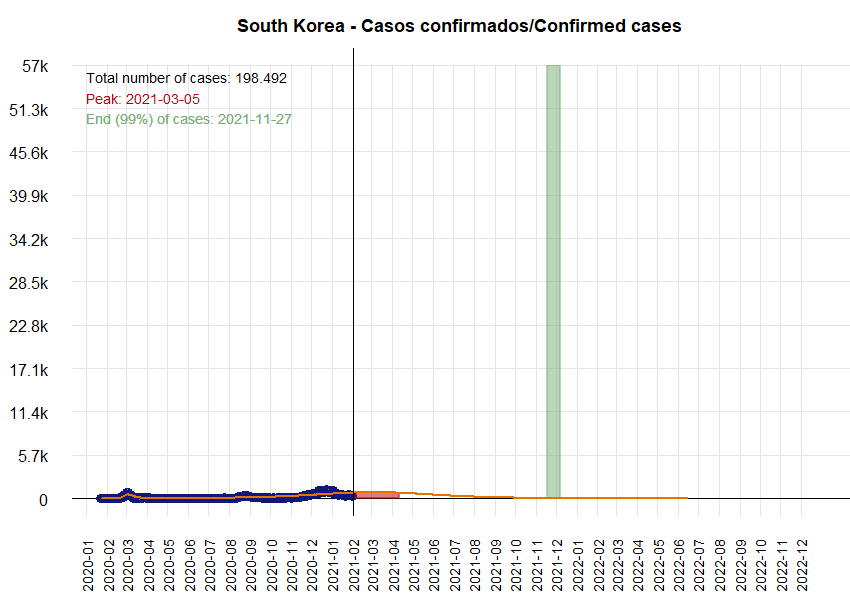 South Korea - Casos confirmados/Confirmed cases
57k
51.3k
45.6k
39.9k
34.2k
28.5k
22.8k
17.1k
11.4k
5.7k
0
Total number of cases: 198.492
Peak: 2021-03-05
End (99%) of cases: 2021-11-27
2020-01
2020-02
2020-03
2020-04
2020-05
2020-06
2020-07
2020-08
2020-09
2020-10
2020-11
2020-12
2021-01
2021-02
2021-03
2021-04
2021-05
2021-06
2021-07
2021-08
2021-09
2021-10
2021-11
2021-12
2022-01
2022-02
2022-03
2022-04
2022-05
2022-06
2022-07
2022-08
2022-09
2022-10
2022-11
2022-12